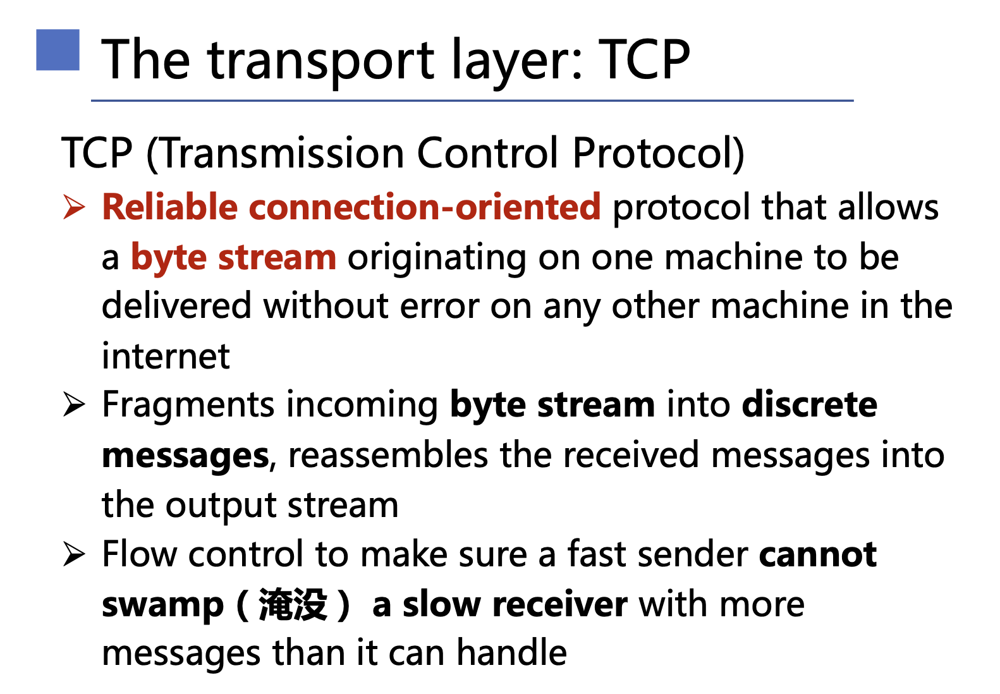 The transport layer: TCP
TCP (Transmission Control Protocol)
➢ Reliable connection-oriented protocol that allows
a byte stream originating on one machine to be
delivered without error on any other machine in the
internet
➢ Fragments incoming byte stream into discrete
messages, reassembles the received messages into
the output stream
➢ Flow control to make sure a fast sender cannot
swamp（淹没） a slow receiver with more
messages than it can handle